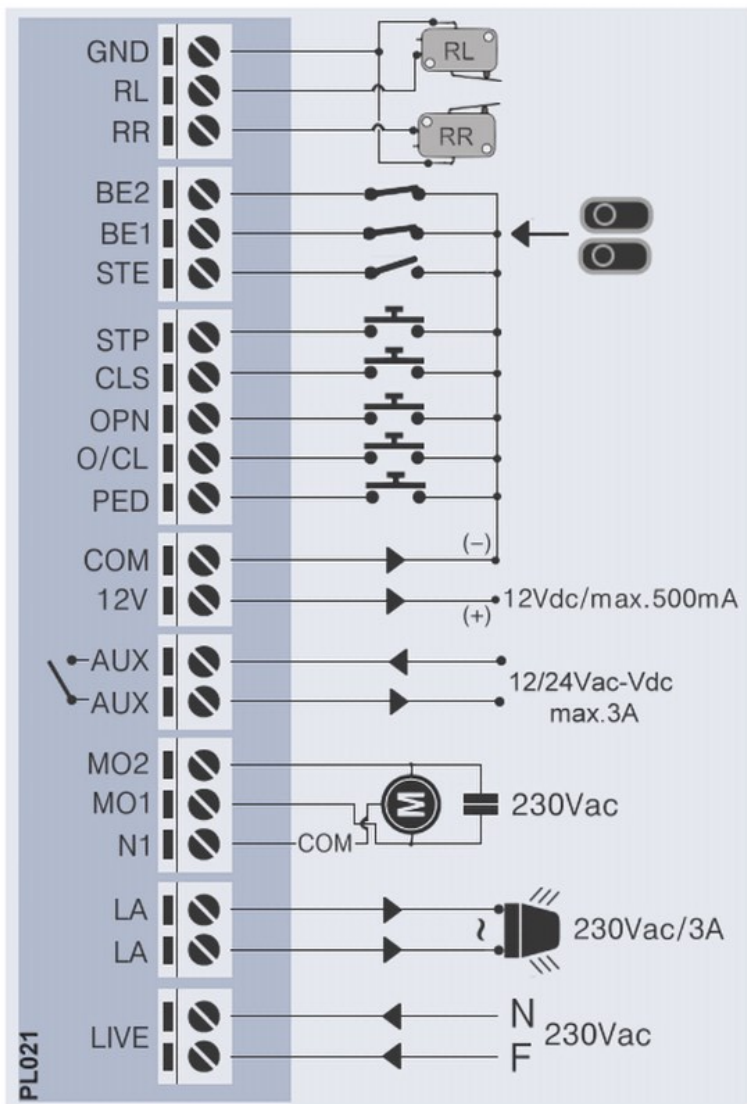 GND
RL
RL
RR
RR
BE2
BE1
STE
STP
CLS
OPN
O/CL
PED
COM
(−)
12V
(+)
12Vdc/max.500mA
AUX
AUX
12/24Vac-Vdc
max.3A
MO2
MO1
M
230Vac
N1
COM
LA
LA
~
230Vac/3A
LIVE
N
F
230Vac
PL021